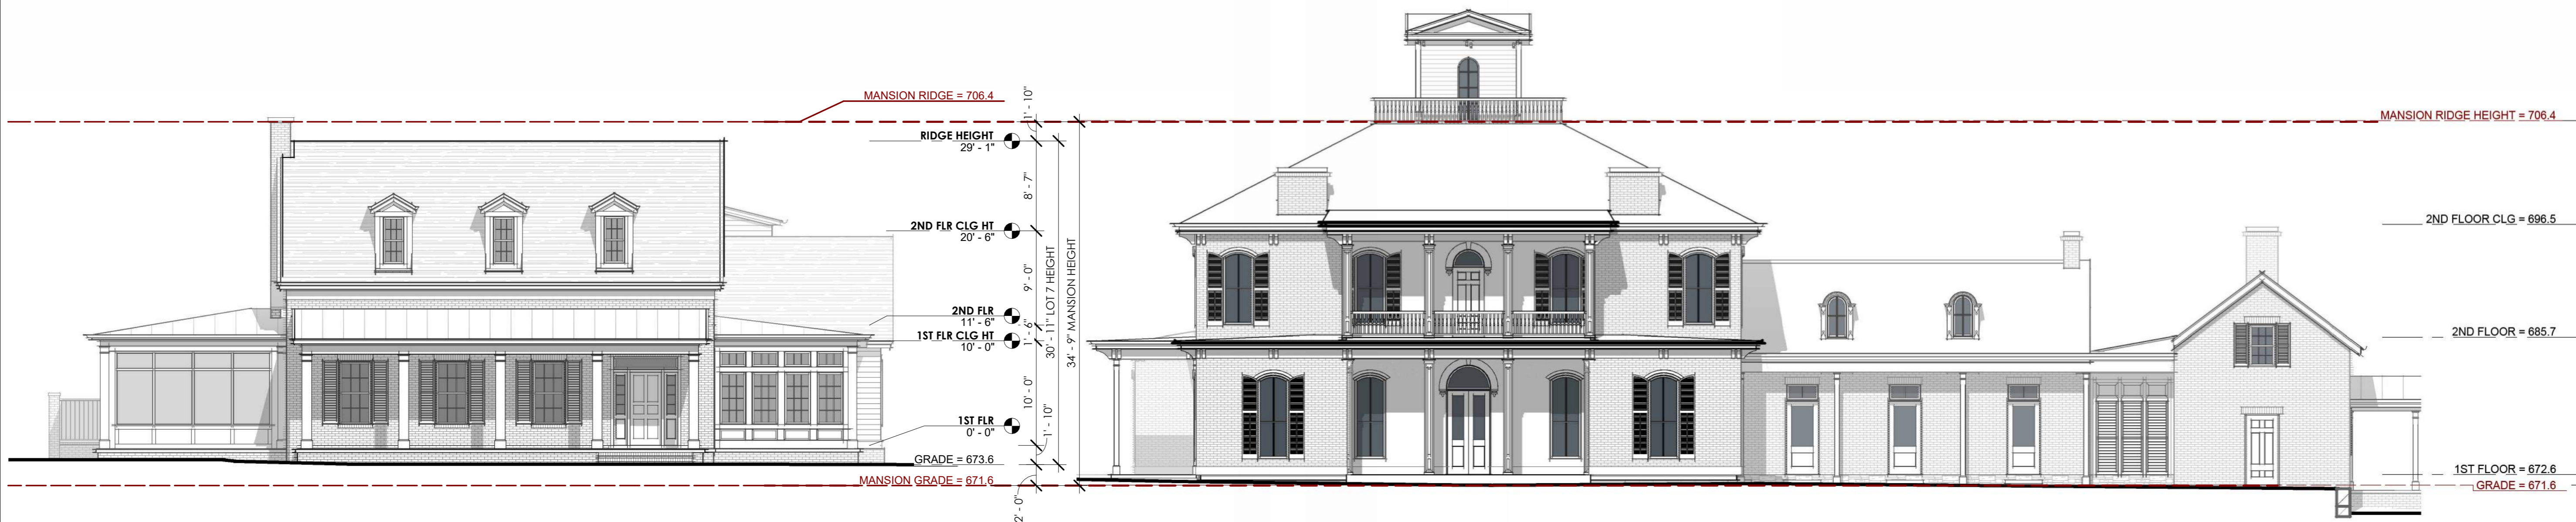 MANSION RIDGE = 706.4
1' - 10"
RIDGE HEIGHT
29' - 1"
8' - 7"
2ND FLR CLG HT
20' - 6"
9' - 0"
2ND FLR
11' - 6"
1' - 6"
1ST FLR CLG HT
10' - 0"
10' - 0"
1ST FLR
0' - 0"
1' - 10"
GRADE = 673.6
MANSION GRADE = 671.6
2' - 0"
30' - 11" LOT 7 HEIGHT
34' - 9" MANSION HEIGHT
MANSION RIDGE HEIGHT = 706.4
2ND FLOOR CLG = 696.5
2ND FLOOR = 685.7
1ST FLOOR = 672.6
GRADE = 671.6